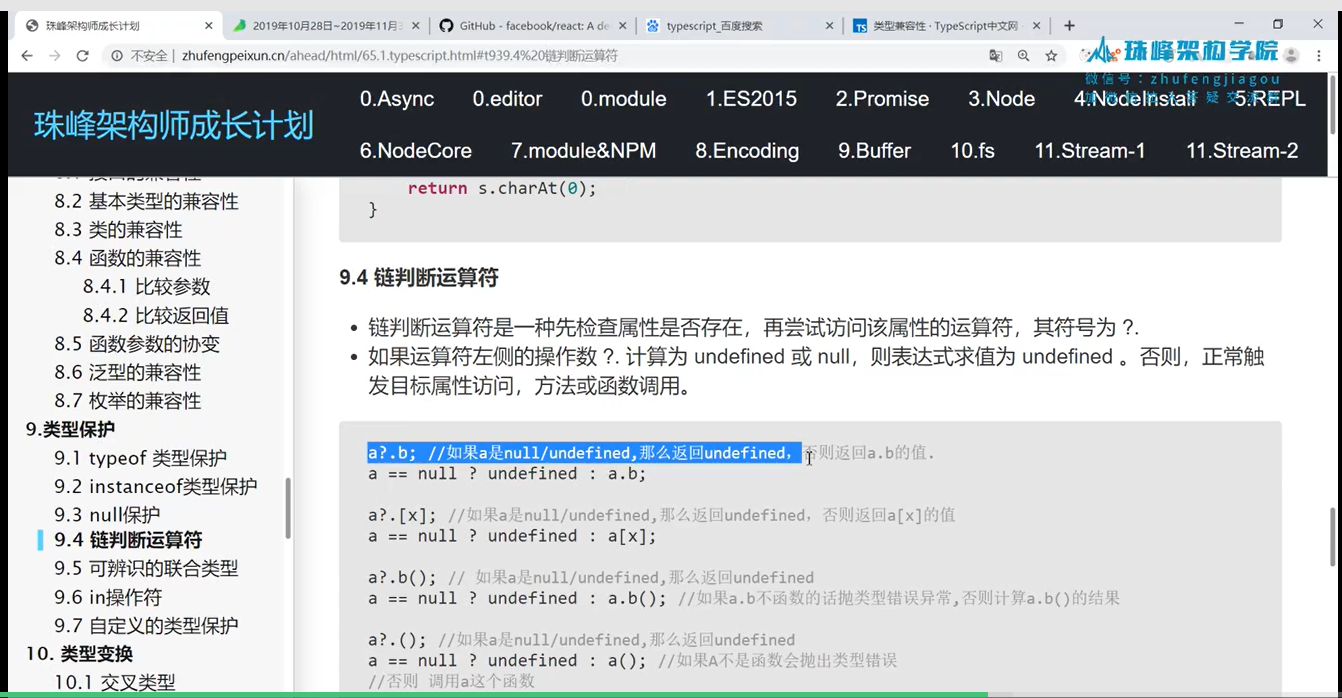 珠峰架构师成长计划
2019年10月28日~2019年11月3
GitHub - facebook/react: A de
typescript_百度搜索
类型兼容性 · TypeScript中文网
不安全 | zhufengpeixun.cn/ahead/html/65.1.typescript.html#t939.4%20链判断运算符
珠峰架构学院
微信号：zhufengjiagou
珠峰架构师成长计划
0.Async 0.editor 0.module 1.ES2015 2.Promise 3.Node 4.NodeInstall 5.REPL
6.NodeCore 7.module&NPM 8.Encoding 9.Buffer 10.fs 11.Stream-1 11.Stream-2
8.1 接口的兼容性
8.2 基本类型的兼容性
8.3 类的兼容性
8.4 函数的兼容性
8.4.1 比较参数
8.4.2 比较返回值
8.5 函数参数的协变
8.6 泛型的兼容性
8.7 枚举的兼容性
9.类型保护
9.1 typeof 类型保护
9.2 instanceof类型保护
9.3 null保护
9.4 链判断运算符
9.5 可辨识的联合类型
9.6 in操作符
9.7 自定义的类型保护
10. 类型变换
10.1 交叉类型
return s.charAt(0);
}
9.4 链判断运算符
• 链判断运算符是一种先检查属性是否存在，再尝试访问该属性的运算符，其符号为 ?.
• 如果运算符左侧的操作数 ?. 计算为 undefined 或 null，则表达式求值为 undefined 。否则，正常触
发目标属性访问，方法或函数调用。
a?.b; //如果a是null/undefined,那么返回undefined，否则返回a.b的值.
a == null ? undefined : a.b;
a?.[x]; //如果a是null/undefined,那么返回undefined，否则返回a[x]的值
a == null ? undefined : a[x];
a?.b(); // 如果a是null/undefined,那么返回undefined
a == null ? undefined : a.b(); //如果a.b不函数的话抛类型错误异常,否则计算a.b()的结果
a?.(); //如果a是null/undefined,那么返回undefined
a == null ? undefined : a(); //如果A不是函数会抛出类型错误
//否则 调用a这个函数